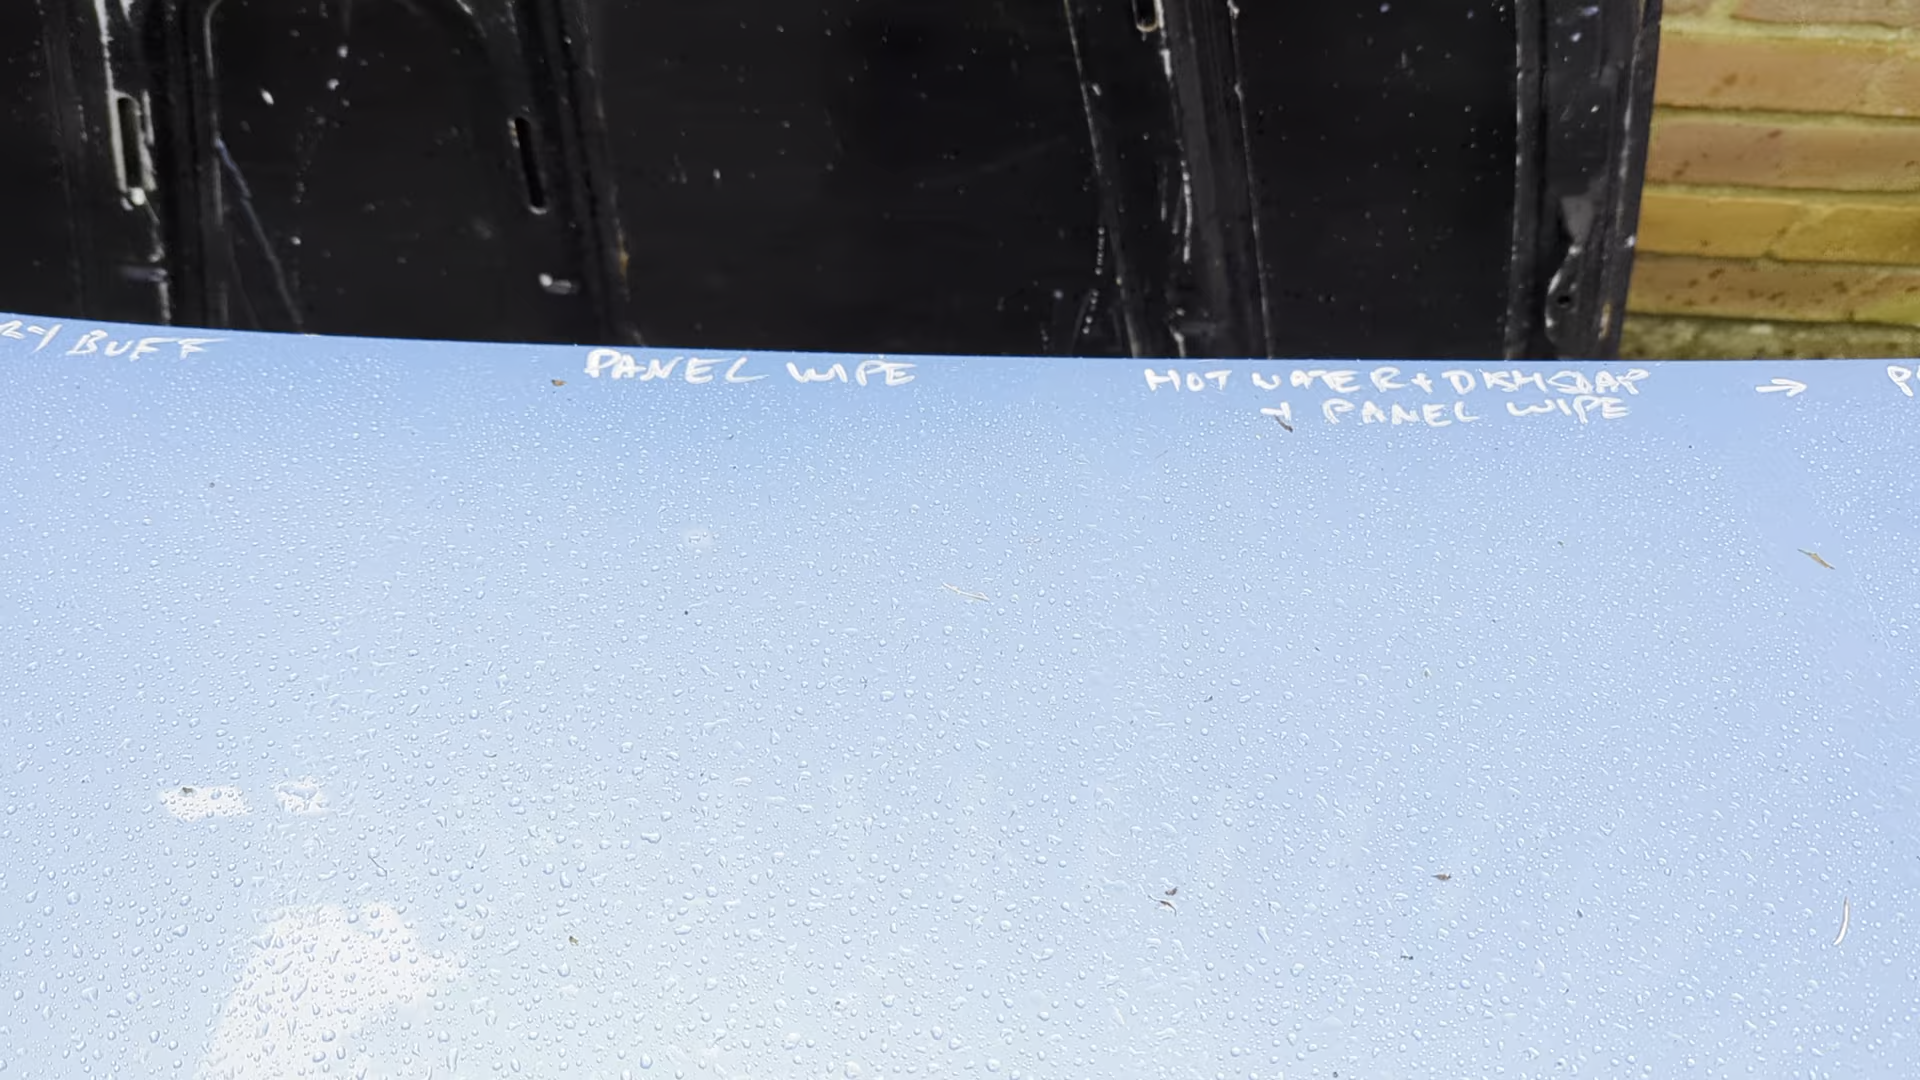 BUFF
PANEL WIPE
HOT WATER + DISHSOAP →
+ PANEL WIPE